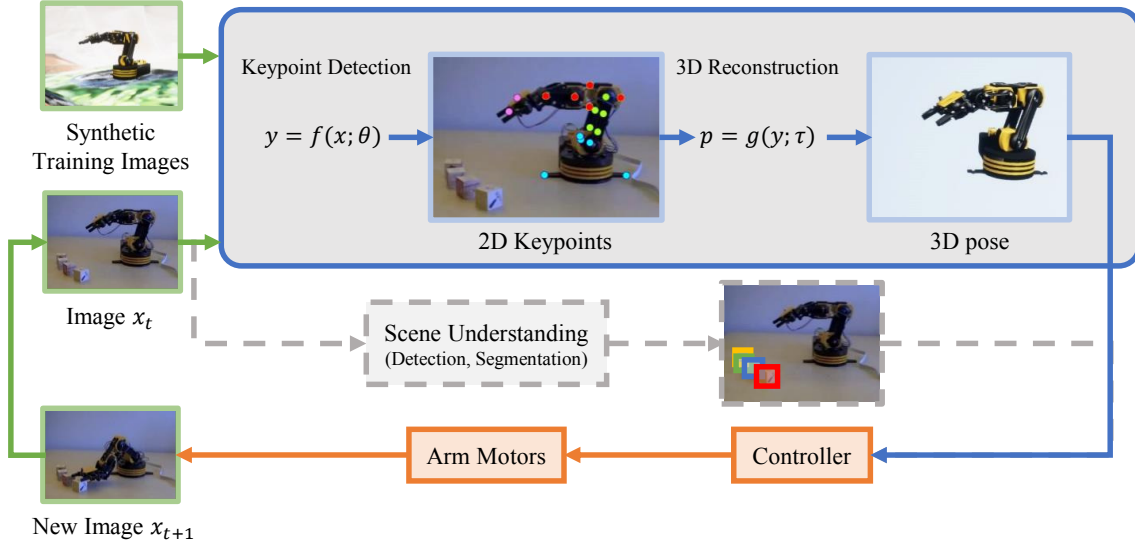 Keypoint Detection
3D Reconstruction
y = f(x; θ)
p = g(y; τ)
Synthetic
Training Images
2D Keypoints
3D pose
Image x_t
Scene Understanding
(Detection, Segmentation)
Arm Motors
Controller
New Image x_{t+1}